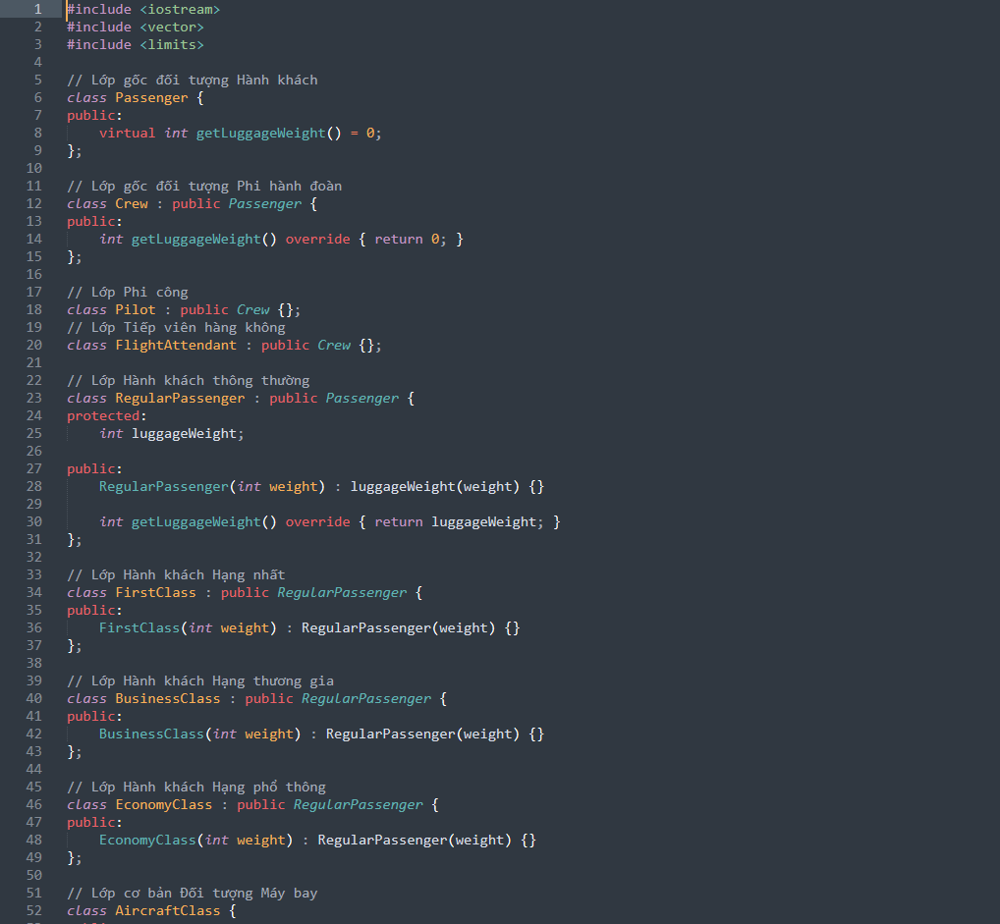 1 #include <iostream>
2 #include <vector>
3 #include <limits>
4
5 // Lớp gốc đối tượng Hành khách
6 class Passenger {
7 public:
8     virtual int getLuggageWeight() = 0;
9 };
10
11 // Lớp gốc đối tượng Phi hành đoàn
12 class Crew : public Passenger {
13 public:
14     int getLuggageWeight() override { return 0; }
15 };
16
17 // Lớp Phi công
18 class Pilot : public Crew {};
19 // Lớp Tiếp viên hàng không
20 class FlightAttendant : public Crew {};
21
22 // Lớp Hành khách thông thường
23 class RegularPassenger : public Passenger {
24 protected:
25     int luggageWeight;
26
27 public:
28     RegularPassenger(int weight) : luggageWeight(weight) {}
29
30     int getLuggageWeight() override { return luggageWeight; }
31 };
32
33 // Lớp Hành khách Hạng nhất
34 class FirstClass : public RegularPassenger {
35 public:
36     FirstClass(int weight) : RegularPassenger(weight) {}
37 };
38
39 // Lớp Hành khách Hạng thương gia
40 class BusinessClass : public RegularPassenger {
41 public:
42     BusinessClass(int weight) : RegularPassenger(weight) {}
43 };
44
45 // Lớp Hành khách Hạng phổ thông
46 class EconomyClass : public RegularPassenger {
47 public:
48     EconomyClass(int weight) : RegularPassenger(weight) {}
49 };
50
51 // Lớp cơ bản Đối tượng Máy bay
52 class AircraftClass {